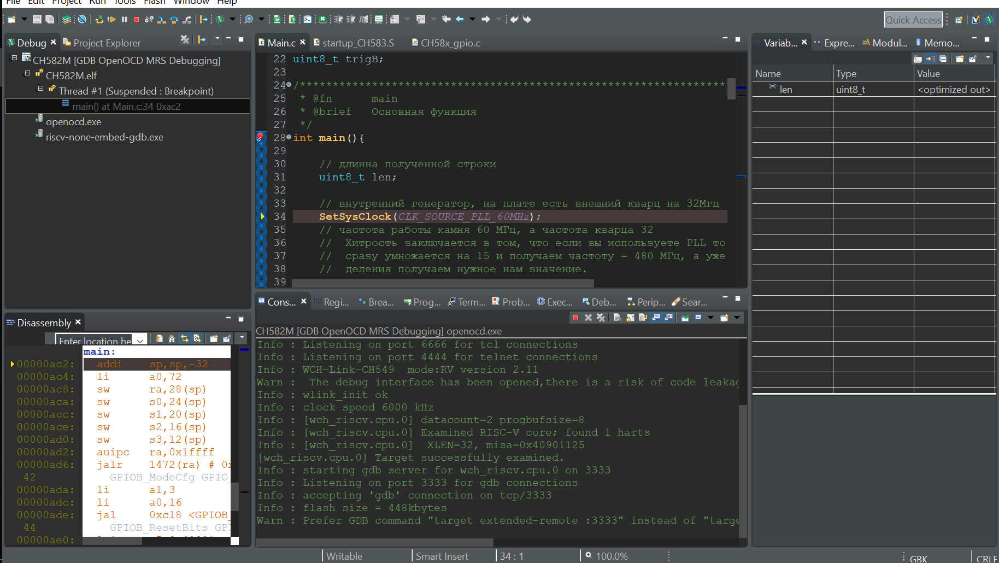 File Edit Project Run Tools Flash Window Help
Quick Access
Debug
Project Explorer
CH582M [GDB OpenOCD MRS Debugging]
CH582M.elf
Thread #1 (Suspended : Breakpoint)
main() at Main.c:34 0xac2
openocd.exe
riscv-none-embed-gdb.exe
Main.c
startup_CH583.S
CH58x_gpio.c
22 uint8_t trigB;
23
24 /*****************************************************************
25 * @fn main
26 * @brief Основная функция
27 */
28 int main(){
29
30 // длинна полученной строки
31 uint8_t len;
32
33 // внутренний генератор, на плате есть внешний кварц на 32Мгц
34 SetSysClock(CLK_SOURCE_PLL_60MHz);
35 // частота работы камня 60 МГц, а частота кварца 32
36 // Хитрость заключается в том, что если вы используете PLL то
37 // сразу умножается на 15 и получаем частоту = 480 МГц, а уже
38 // деления получаем нужное нам значение.
39
Variab...
Expre...
Modul...
Memo...
Name Type Value
len uint8_t <optimized out>
Disassembly
Enter location he
main:
00000ac2: addi sp,sp,-32
00000ac4: li a0,72
00000ac8: sw ra,28(sp)
00000aca: sw s0,24(sp)
00000acc: sw s1,20(sp)
00000ace: sw s2,16(sp)
00000ad0: sw s3,12(sp)
00000ad2: auipc ra,0x1ffff
00000ad6: jalr 1472(ra) # 0x
42 GPIOB_ModeCfg GPIO_
00000ada: li a1,3
00000adc: li a0,16
00000ade: jal 0xc18 <GPIOB_
44 GPIOB_ResetBits GPI
00000ae0:
Cons...
Regi...
Brea...
Prog...
Term...
Prob...
Exec...
Deb...
Perip...
Sear...
CH582M [GDB OpenOCD MRS Debugging] openocd.exe
Info : Listening on port 6666 for tcl connections
Info : Listening on port 4444 for telnet connections
Info : WCH-Link-CH549 mode:RV version 2.11
Warn : The debug interface has been opened,there is a risk of code leakag
Info : wlink_init ok
Info : clock speed 6000 kHz
Info : [wch_riscv.cpu.0] datacount=2 progbufsize=8
Info : [wch_riscv.cpu.0] Examined RISC-V core; found 1 harts
Info : [wch_riscv.cpu.0] XLEN=32, misa=0x40901125
[wch_riscv.cpu.0] Target successfully examined.
Info : starting gdb server for wch_riscv.cpu.0 on 3333
Info : Listening on port 3333 for gdb connections
Info : accepting 'gdb' connection on tcp/3333
Info : flash size = 448kbytes
Warn : Prefer GDB command "target extended-remote :3333" instead of "targe
Writable
Smart Insert
34 : 1
100.0%
GBK
CRLF